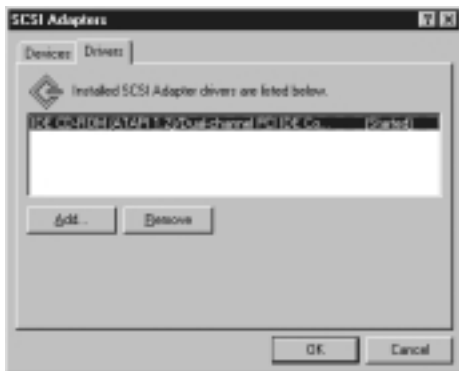 SCSI Adapters
Devices Drivers
Installed SCSI Adapter drivers are listed below.
IDE CD-ROM (ATAPI 1.2)/Dual-channel PCI IDE Co... (Started)
Add... Remove
OK Cancel